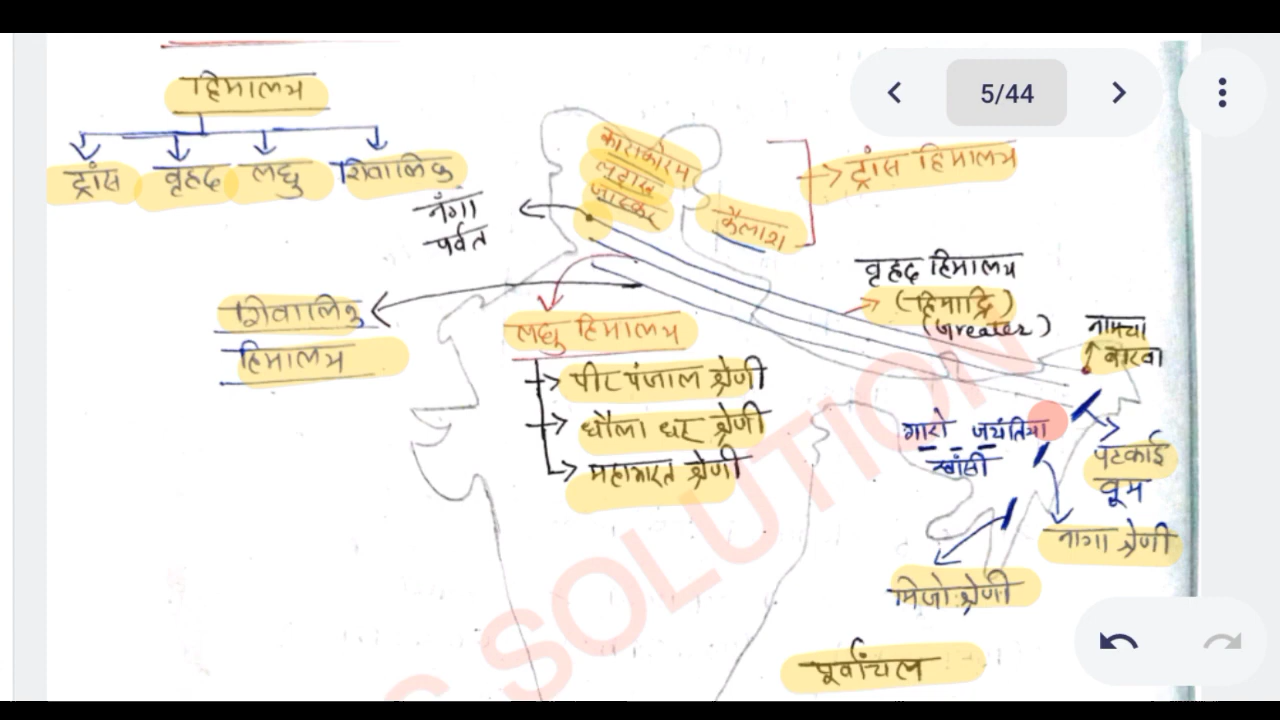 हिमालय
ट्रांस वृहद लघु शिवालिक
5/44
काराकोरम
लद्दाख
जास्कर
कैलाश
ट्रांस हिमालय
नंगा
पर्वत
वृहद हिमालय
(हिमाद्रि)
(Greater)
नामचा
बारवा
शिवालिक
हिमालय
लघु हिमालय
पीर पंजाल श्रेणी
धौला धर श्रेणी
महाभारत श्रेणी
गारो जयंतिया
खासी
पटकाई
बूम
नागा श्रेणी
मिजो श्रेणी
पूर्वांचल
S SOLUTION